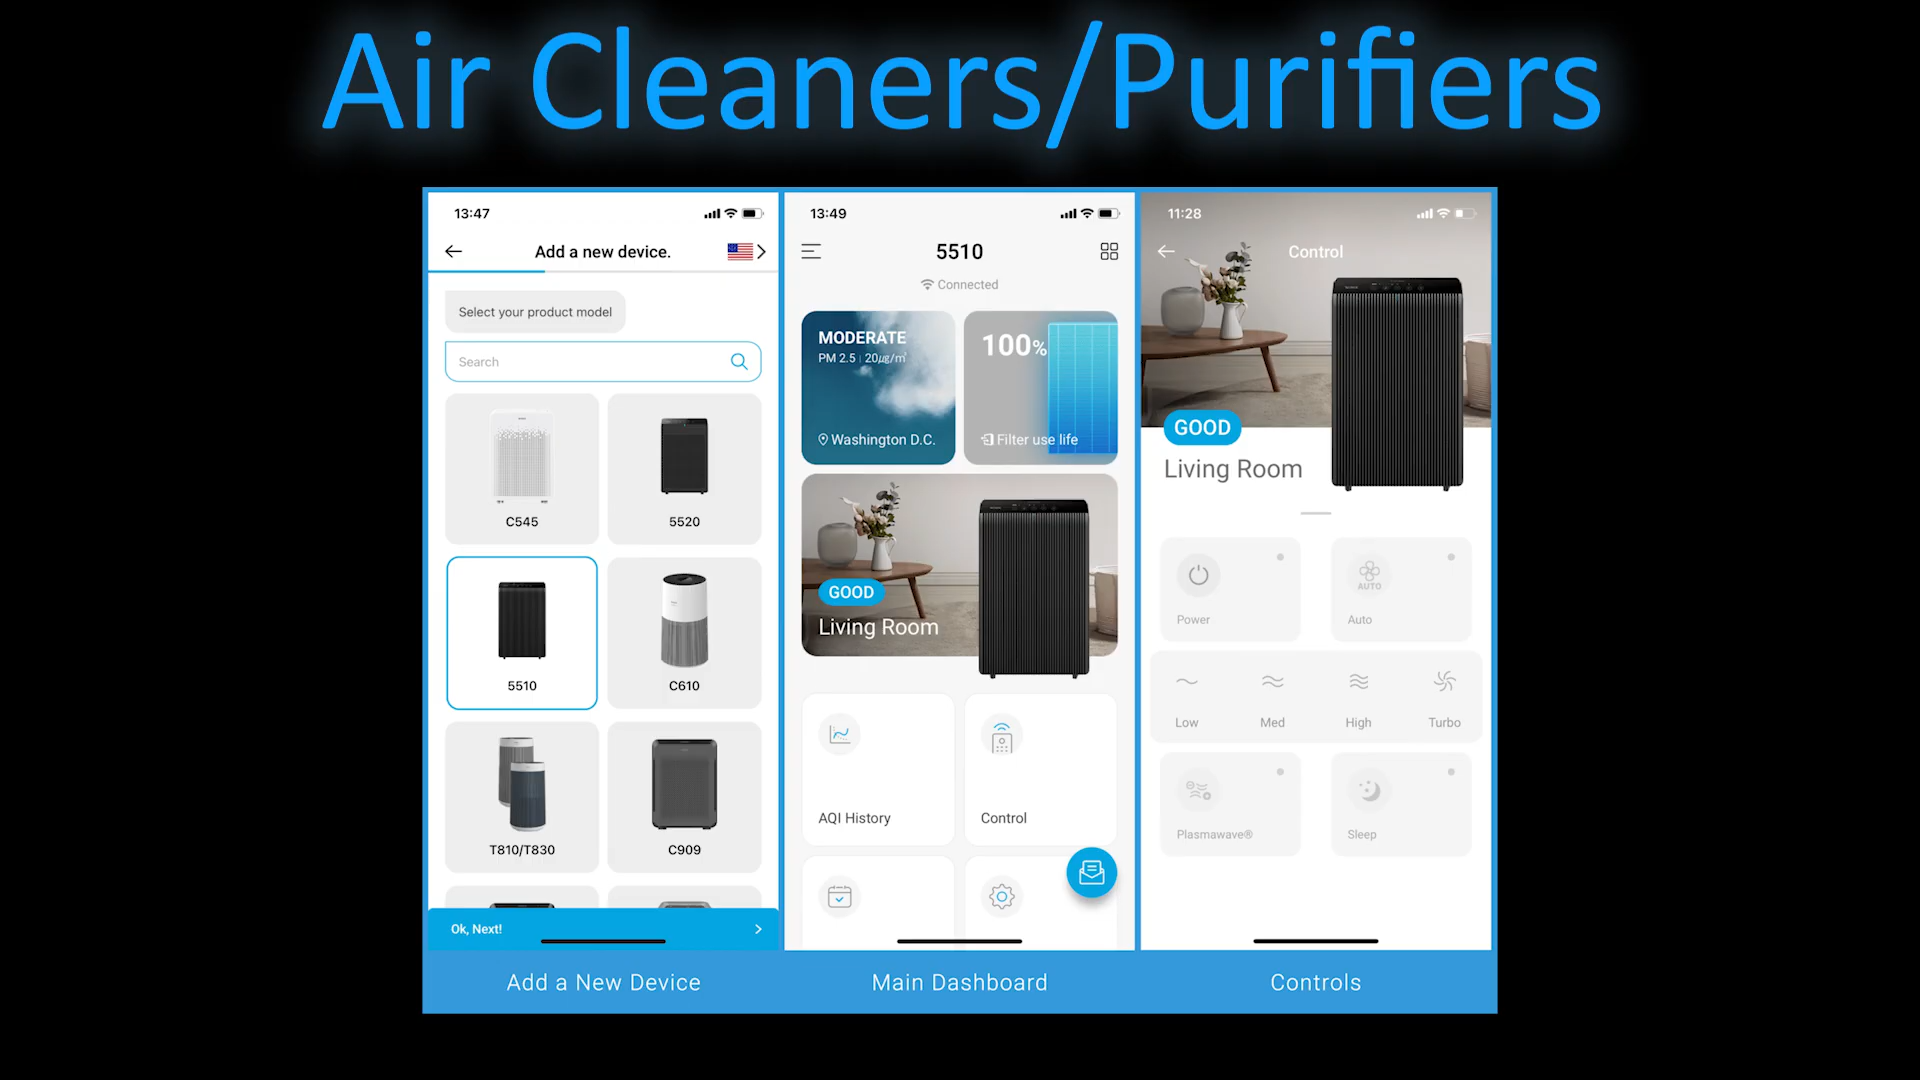 Air Cleaners/Purifiers
13:47
Add a new device.
Select your product model
Search
C545
5520
5510
C610
T810/T830
C909
Ok, Next!
Add a New Device
13:49
5510
Connected
MODERATE
PM 2.5 | 20㎍/㎥
Washington D.C.
100%
Filter use life
GOOD
Living Room
AQI History
Control
Main Dashboard
11:28
Control
GOOD
Living Room
Power
AUTO
Auto
Low
Med
High
Turbo
Plasmawave®
Sleep
Controls